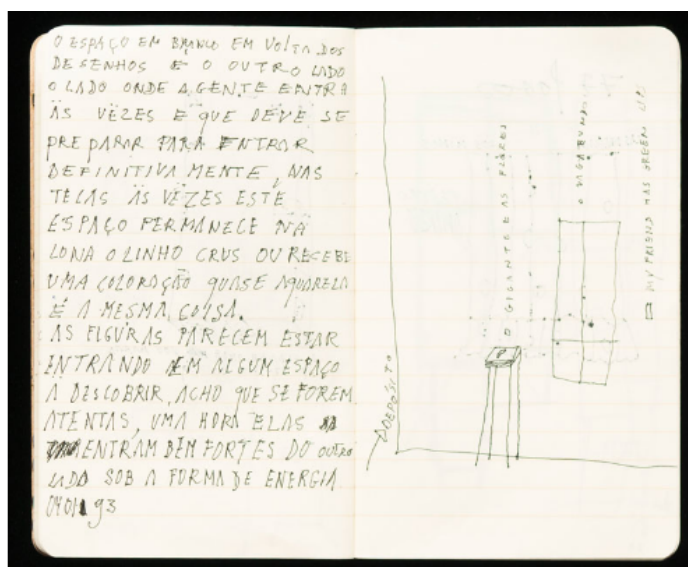 O ESPAÇO EM BRANCO EM VOLTA DOS
DESENHOS E O OUTRO LADO
O LADO ONDE A GENTE ENTRA
ÀS VEZES E QUE DEVE SE
PREPARAR PARA ENTRAR
DEFINITIVAMENTE, NAS
TELAS ÀS VEZES ESTE
ESPAÇO PERMANECE NA
LONA O LINHO CRUS OU RECEBE
UMA COLORAÇÃO QUASE AQUARELA
É A MESMA COISA.
AS FIGURAS PARECEM ESTAR
ENTRANDO EM ALGUM ESPAÇO
A DESCOBRIR, ACHO QUE SE FOREM
ATENTAS, UMA HORA ELAS
ENTRAM BEM FORTES DO OUTRO
LADO SOB A FORMA DE ENERGIA
93
DEPÓSITO
O GIGANTE E AS FLORES
O VAGABUNDO
MY FRIEND HAS GREEN